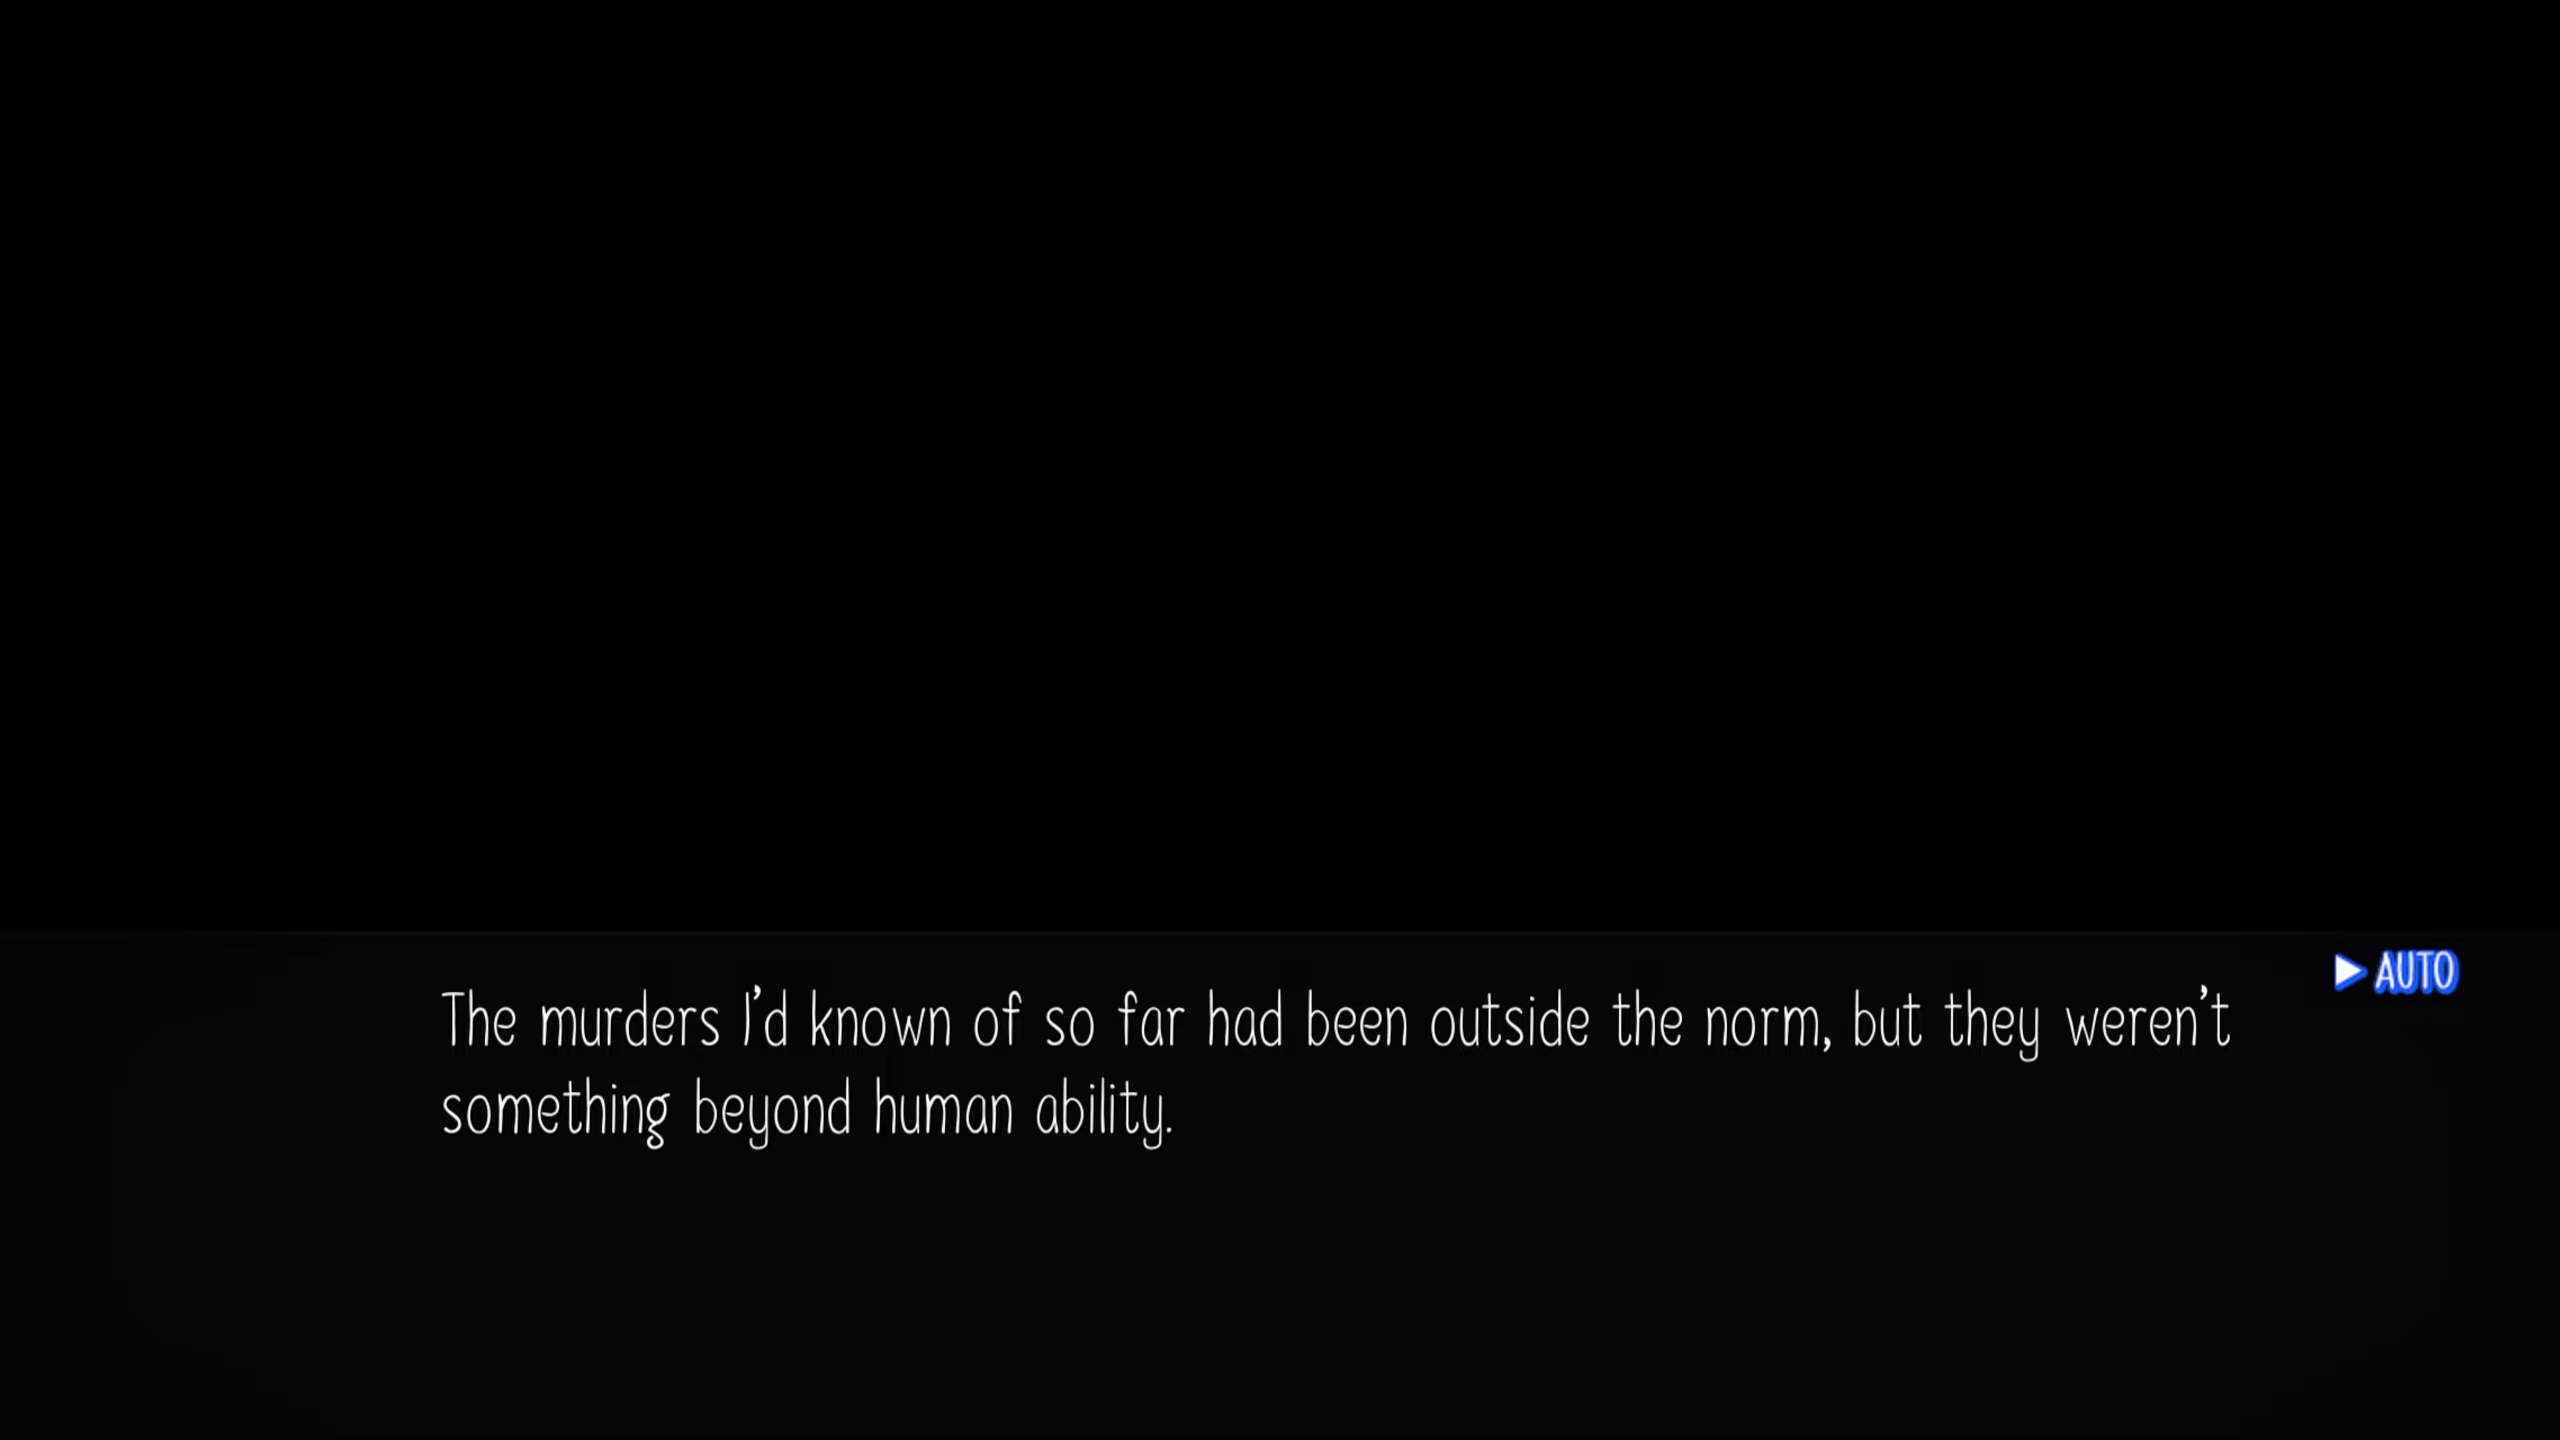 AUTO
The murders I'd known of so far had been outside the norm, but they weren't
something beyond human ability.